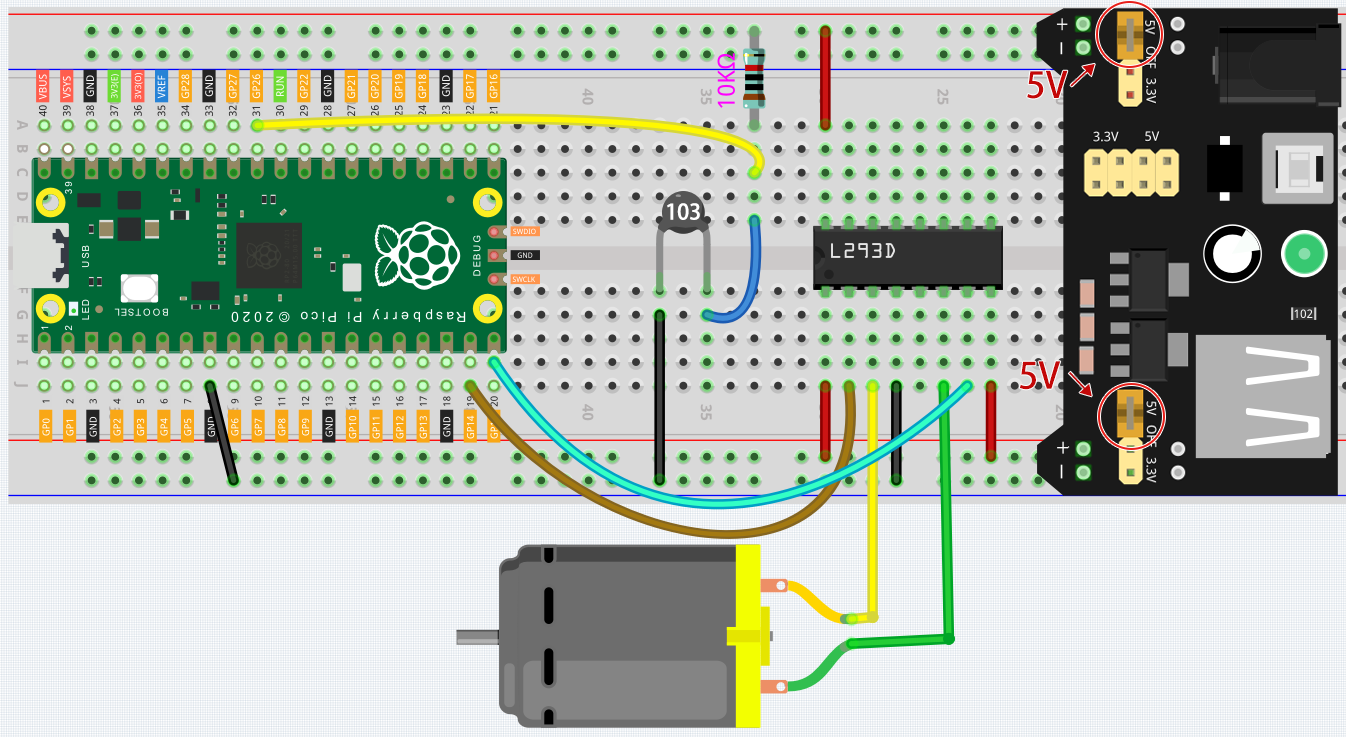 5V
OFF
3.3V
5V
10KΩ
VBUS
VSYS
GND
3V3(E)
3V3(O)
VREF
GP28
GND
GP27
GP26
RUN
GP22
GND
GP21
GP20
GP19
GP18
GND
GP17
GP16
40 39 38 37 36 35 34 33 32 31 30 29 28 27 26 25 24 23 22 21
40 35 25
A
B
C
D
E
F
G
H
I
J
3.3V 5V
39
USB
DEBUG
SWDIO
GND
SWCLK
103
L293D
BOOTSEL
LED
1
2
Raspberry Pi Pico © 2020
102
1 2 3 4 5 6 7 9 10 11 12 13 14 15 16 17 18 19 20
40 35
GP0
GP1
GND
GP2
GP3
GP4
GP5
GND
GP6
GP7
GP8
GP9
GND
GP10
GP11
GP12
GP13
GND
GP14
5V
5V
OFF
3.3V
+
−
+
−